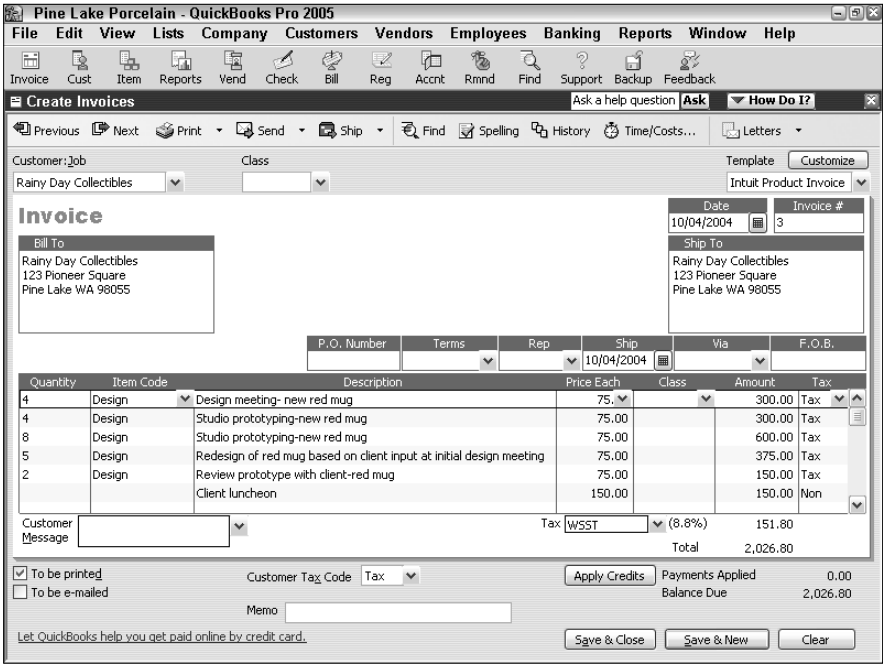 Pine Lake Porcelain - QuickBooks Pro 2005
File Edit View Lists Company Customers Vendors Employees Banking Reports Window Help
Invoice Cust Item Reports Vend Check Bill Reg Accnt Rmnd Find Support Backup Feedback
Create Invoices Ask a help question Ask How Do I?
Previous Next Print Send Ship Find Spelling History Time/Costs... Letters
Customer:Job Class Template Customize
Rainy Day Collectibles Intuit Product Invoice
Invoice Date Invoice #
10/04/2004 3
Bill To Ship To
Rainy Day Collectibles Rainy Day Collectibles
123 Pioneer Square 123 Pioneer Square
Pine Lake WA 98055 Pine Lake WA 98055
P.O. Number Terms Rep Ship Via F.O.B.
10/04/2004
Quantity Item Code Description Price Each Class Amount Tax
4 Design Design meeting- new red mug 75. 300.00 Tax
4 Design Studio prototyping-new red mug 75.00 300.00 Tax
8 Design Studio prototyping-new red mug 75.00 600.00 Tax
5 Design Redesign of red mug based on client input at initial design meeting 75.00 375.00 Tax
2 Design Review prototype with client-red mug 75.00 150.00 Tax
Client luncheon 150.00 150.00 Non
Customer Message Tax WSST (8.8%) 151.80
Total 2,026.80
To be printed Customer Tax Code Tax Apply Credits Payments Applied 0.00
To be e-mailed Balance Due 2,026.80
Memo
Let QuickBooks help you get paid online by credit card. Save & Close Save & New Clear